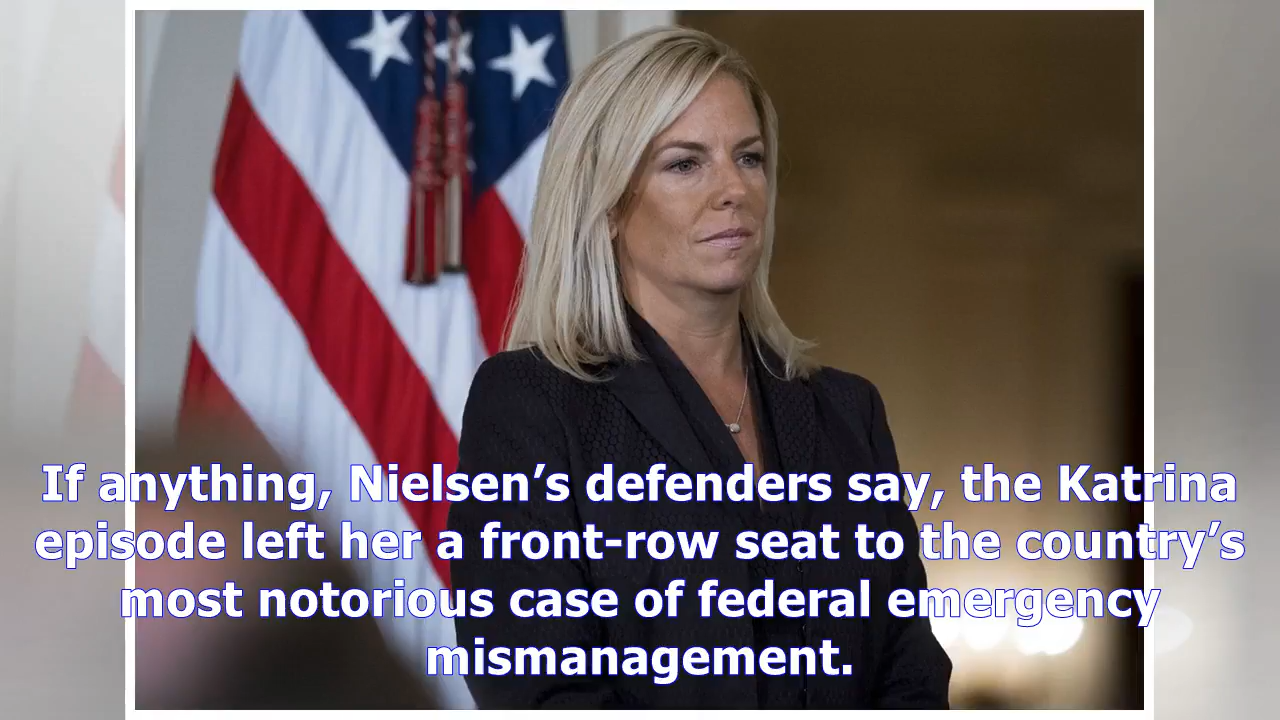 If anything, Nielsen’s defenders say, the Katrina
episode left her a front-row seat to the country’s
most notorious case of federal emergency
mismanagement.